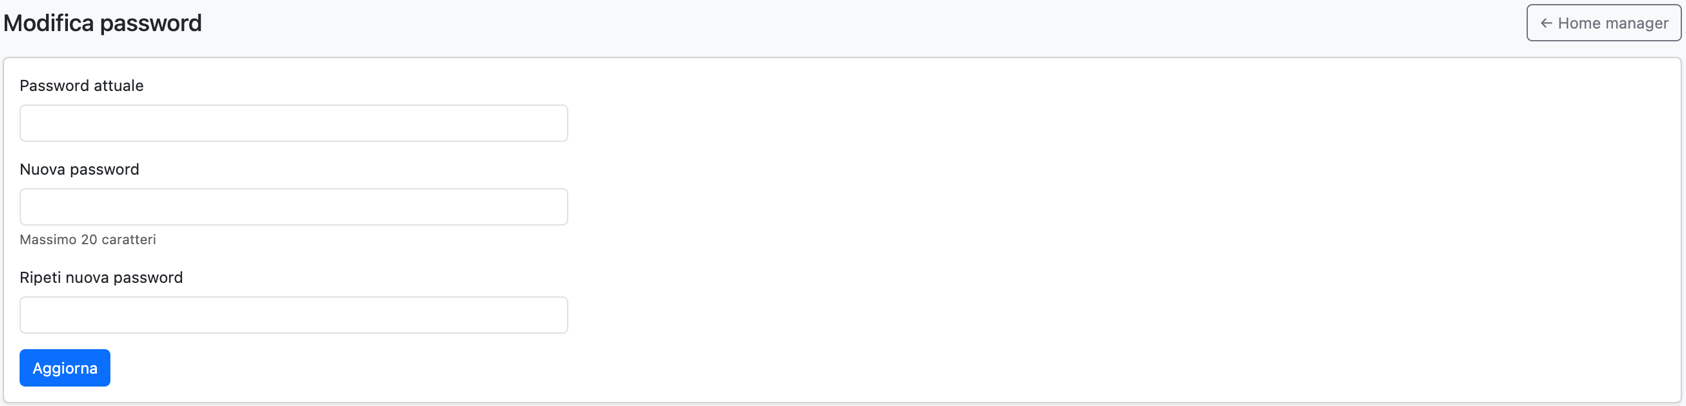 Modifica password
← Home manager
Password attuale
Nuova password
Massimo 20 caratteri
Ripeti nuova password
Aggiorna